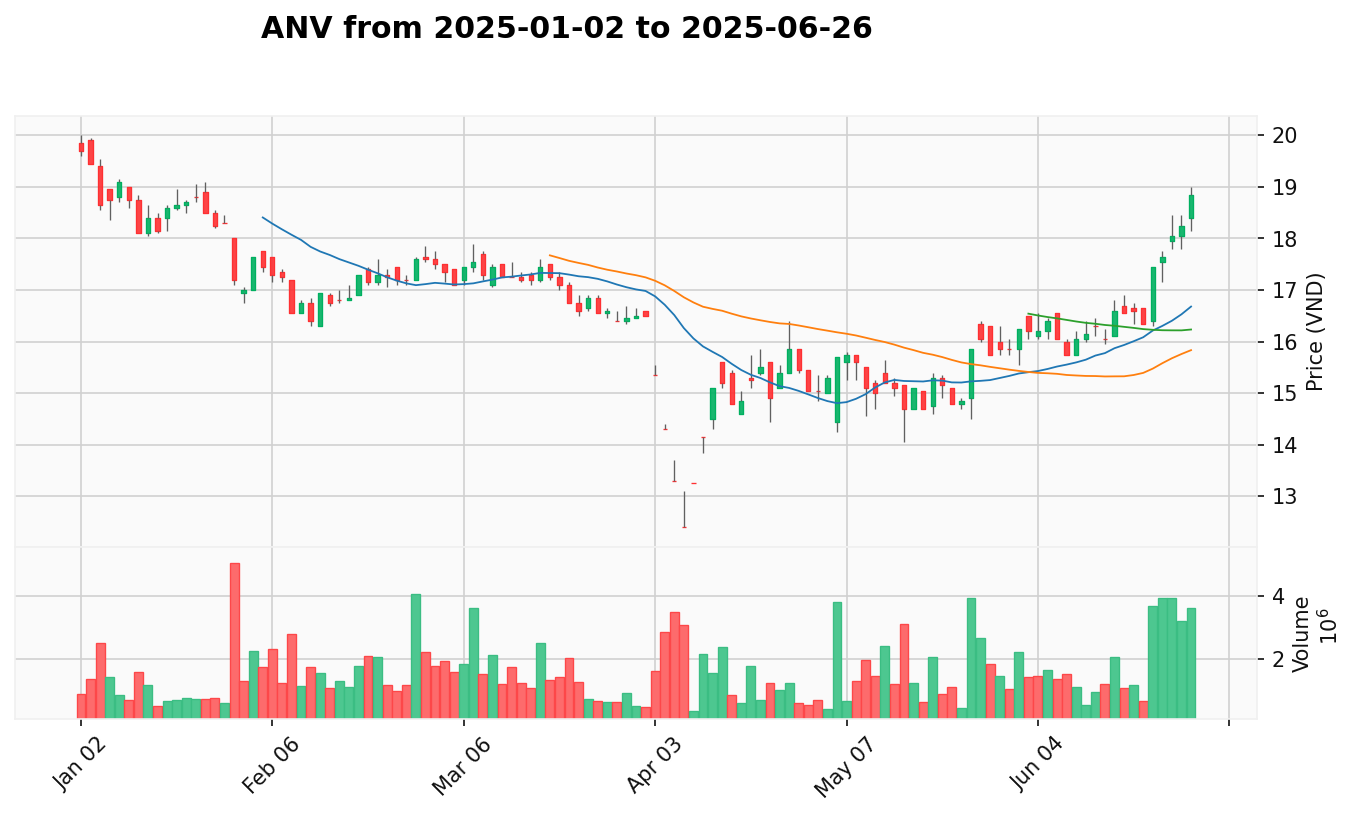 ANV from 2025-01-02 to 2025-06-26
20
19
18
17
16
15
14
13
Price (VND)
4
2
Volume
10⁶
Jan 02
Feb 06
Mar 06
Apr 03
May 07
Jun 04